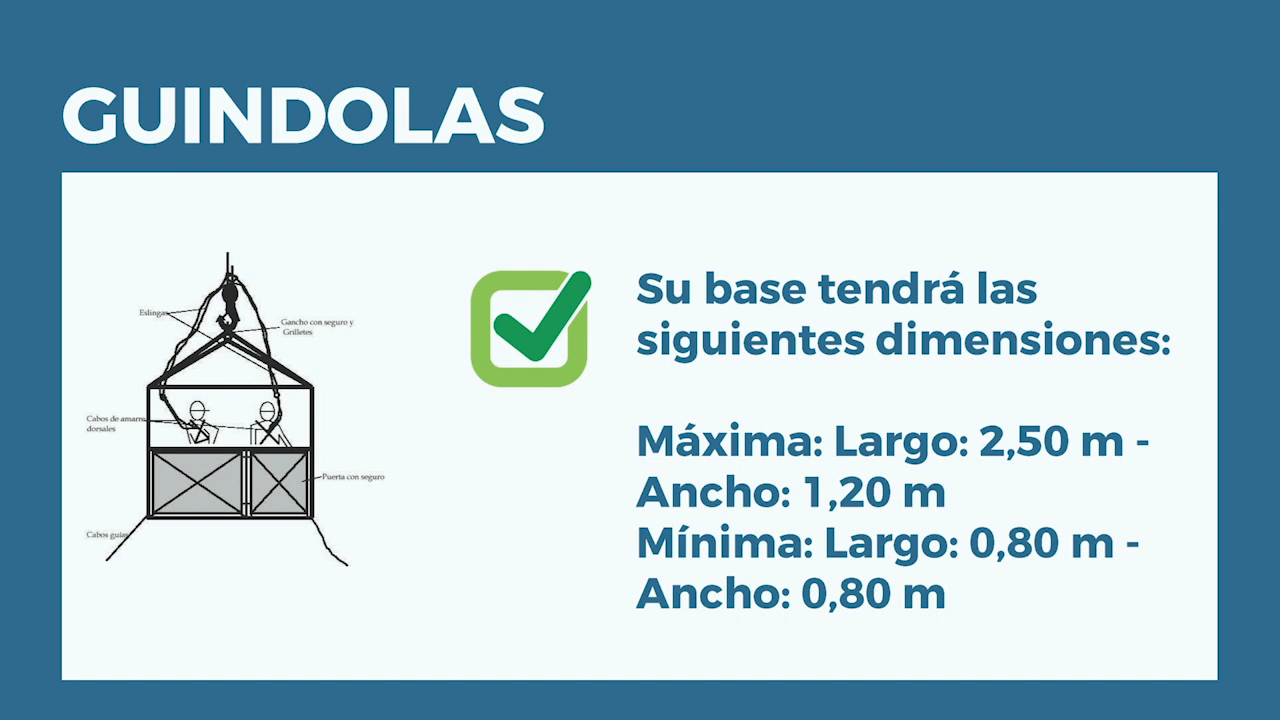 GUINDOLAS
Eslingas
Gancho con seguro y
Grilletes
Cabos de amarre
dorsales
Puerta con seguro
Cabos guías
Su base tendrá las
siguientes dimensiones:
Máxima: Largo: 2,50 m -
Ancho: 1,20 m
Mínima: Largo: 0,80 m -
Ancho: 0,80 m